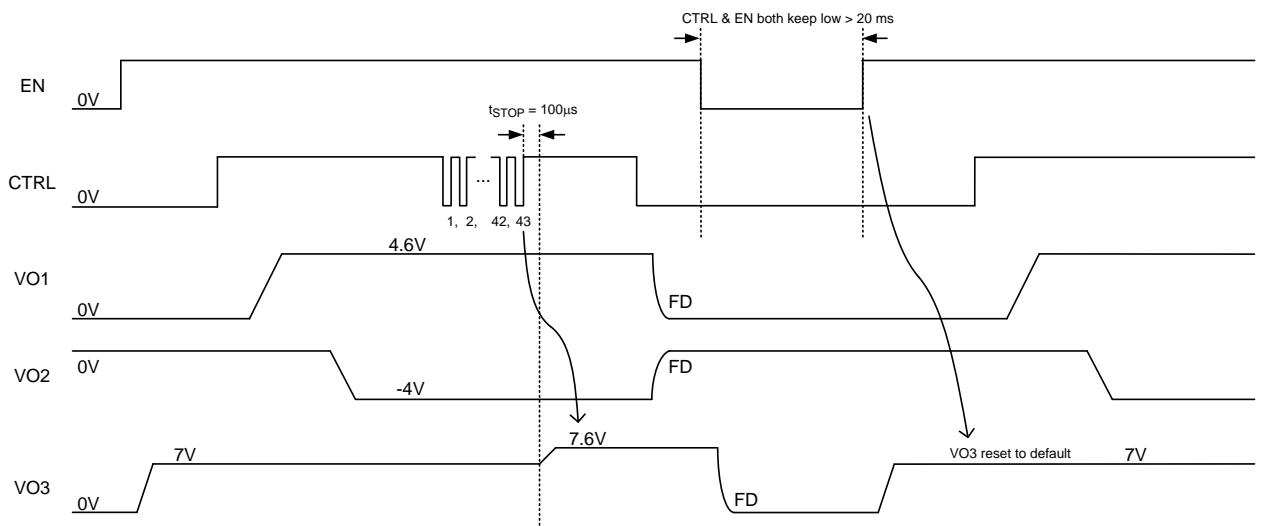 CTRL & EN both keep low > 20 ms
EN
0V
tSTOP = 100μs
CTRL
0V
...
1, 2, 42, 43
4.6V
VO1
0V
FD
VO2
0V
FD
-4V
7.6V
7V
VO3 reset to default 7V
VO3
0V
FD